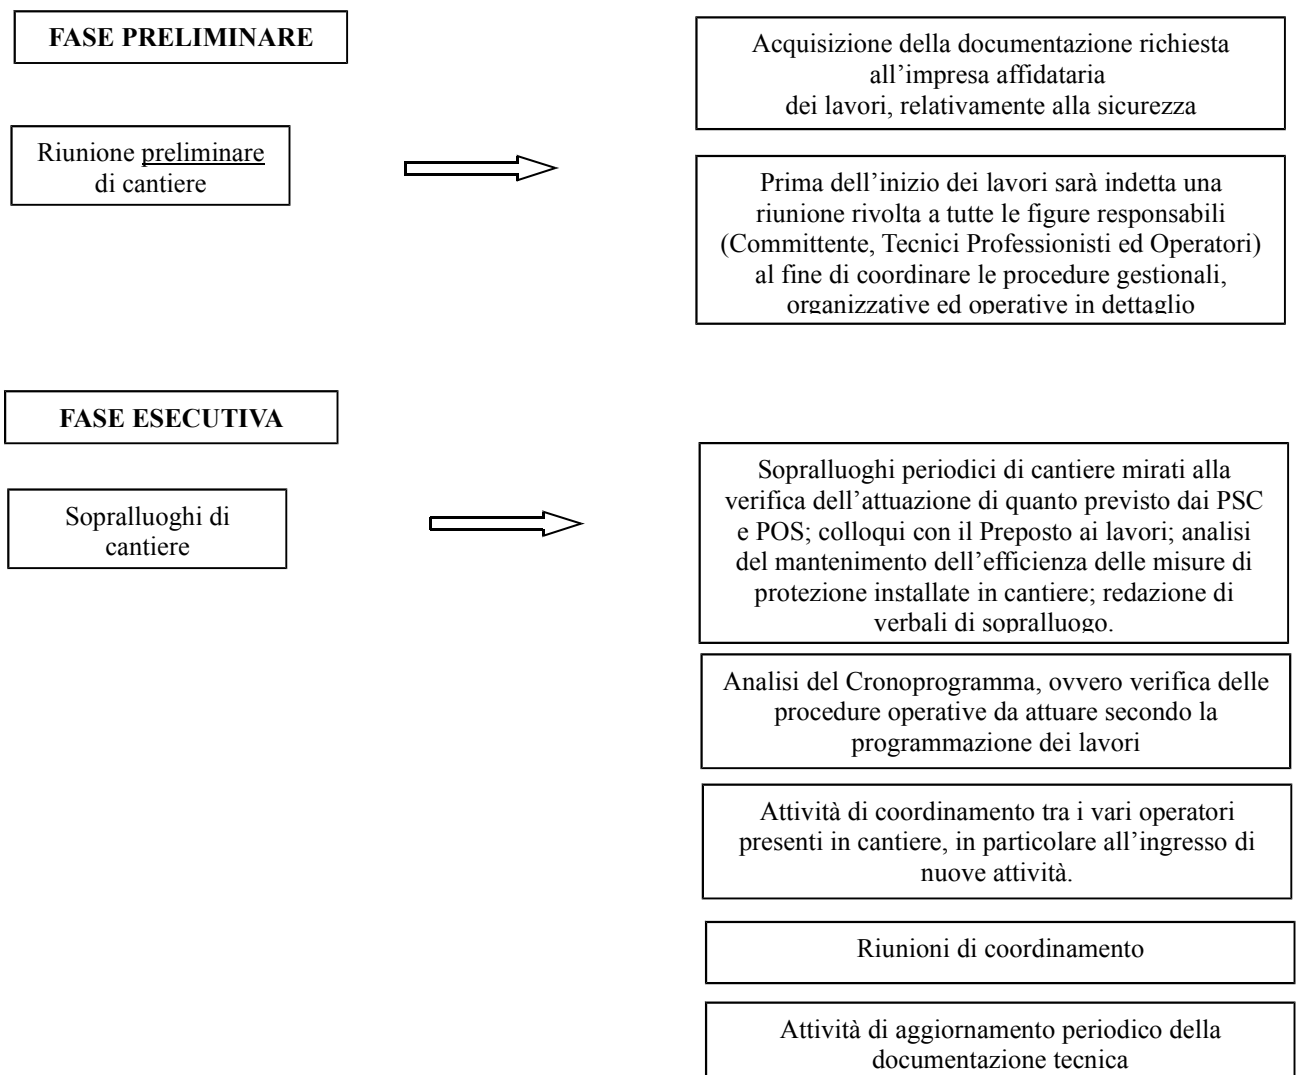 FASE PRELIMINARE
Acquisizione della documentazione richiesta
all’impresa affidataria
dei lavori, relativamente alla sicurezza
Riunione preliminare
di cantiere
Prima dell’inizio dei lavori sarà indetta una
riunione rivolta a tutte le figure responsabili
(Committente, Tecnici Professionisti ed Operatori)
al fine di coordinare le procedure gestionali,
organizzative ed operative in dettaglio
FASE ESECUTIVA
Sopralluoghi di
cantiere
Sopralluoghi periodici di cantiere mirati alla
verifica dell’attuazione di quanto previsto dai PSC
e POS; colloqui con il Preposto ai lavori; analisi
del mantenimento dell’efficienza delle misure di
protezione installate in cantiere; redazione di
verbali di sopralluogo.
Analisi del Cronoprogramma, ovvero verifica delle
procedure operative da attuare secondo la
programmazione dei lavori
Attività di coordinamento tra i vari operatori
presenti in cantiere, in particolare all’ingresso di
nuove attività.
Riunioni di coordinamento
Attività di aggiornamento periodico della
documentazione tecnica